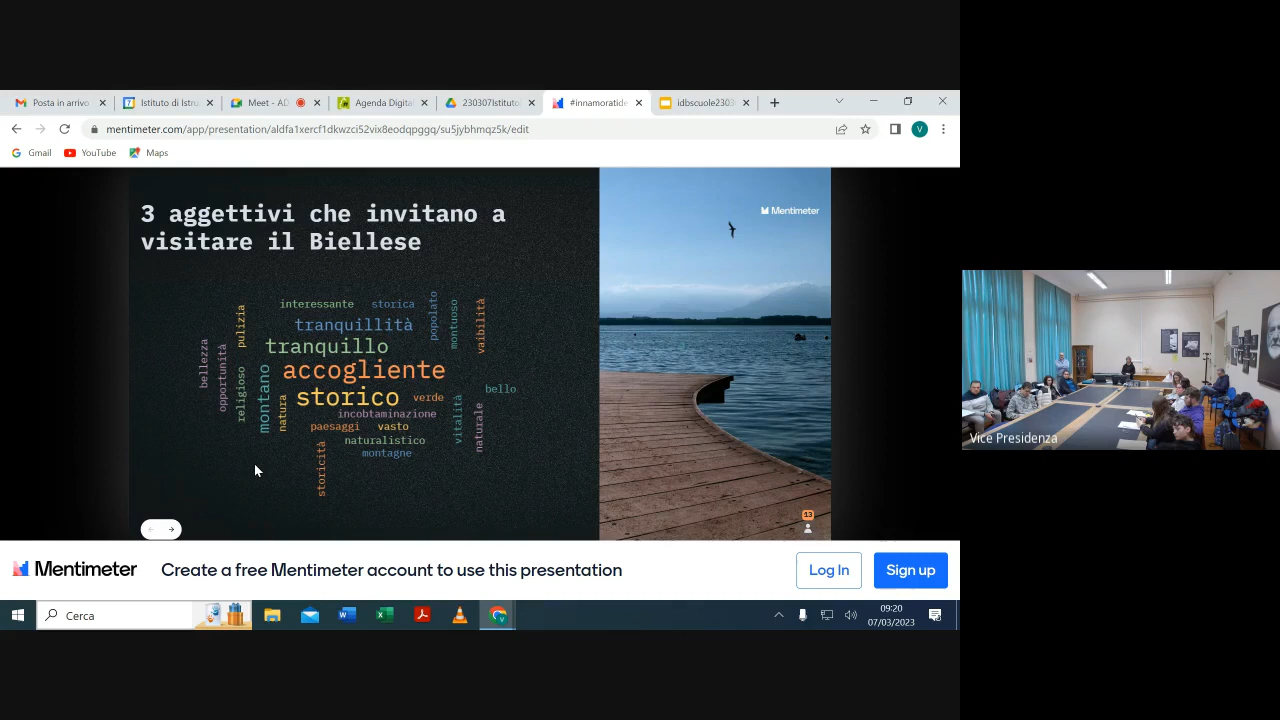 Posta in arrivo
Istituto di Istru
Meet - AD
Agenda Digital
230307Istituto
#innamoratide
idbscuole2303
mentimeter.com/app/presentation/aldfa1xercf1dkwzci52vix8eodqpggq/su5jybhmqz5k/edit
V
Gmail
YouTube
Maps
3 aggettivi che invitano a
visitare il Biellese
Mentimeter
interessante
storica
popolato
montuoso
vaibilità
pulizia
tranquillità
bellezza
opportunità
tranquillo
accogliente
religioso
montano
natura
storico
verde
bello
incobtaminazione
paesaggi
vasto
vitalità
naturale
naturalistico
montagne
storicità
13
Mentimeter
Create a free Mentimeter account to use this presentation
Log In
Sign up
Cerca
09:20
07/03/2023
Vice Presidenza